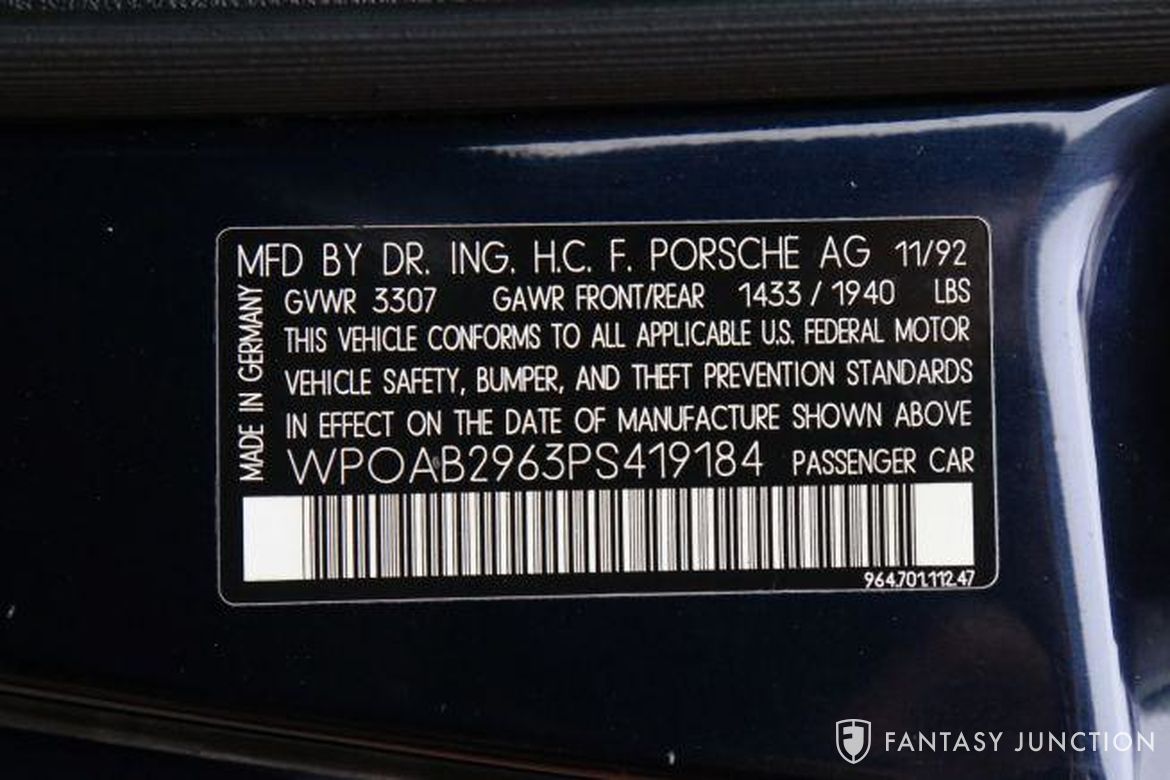 MFD BY DR. ING. H.C. F. PORSCHE AG 11/92
GVWR 3307 GAWR FRONT/REAR 1433 / 1940 LBS
THIS VEHICLE CONFORMS TO ALL APPLICABLE U.S. FEDERAL MOTOR
VEHICLE SAFETY, BUMPER, AND THEFT PREVENTION STANDARDS
IN EFFECT ON THE DATE OF MANUFACTURE SHOWN ABOVE
WP0AB2963PS419184 PASSENGER CAR
MADE IN GERMANY
964.701.112.47
FANTASY JUNCTION